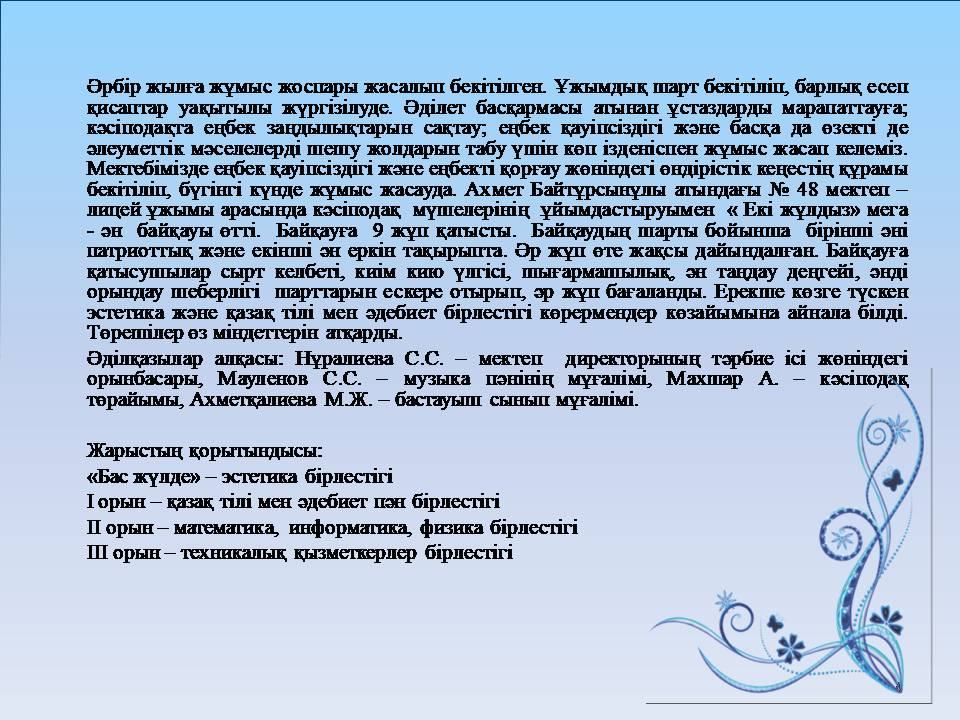 Әрбір жылға жұмыс жоспары жасалып бекітілген. Ұжымдық шарт бекітіліп, барлық есеп
қисаптар уақытылы жүргізілуде. Әділет басқармасы атынан ұстаздарды марапаттауға;
кәсіподақта еңбек заңдылықтарын сақтау; еңбек қауіпсіздігі және басқа да өзекті де
әлеуметтік мәселелерді шешу жолдарын табу үшін көп ізденіспен жұмыс жасап келеміз.
Мектебімізде еңбек қауіпсіздігі және еңбекті қорғау жөніндегі өндірістік кеңестің құрамы
бекітіліп, бүгінгі күнде жұмыс жасауда. Ахмет Байтұрсынұлы атындағы № 48 мектеп –
лицей ұжымы арасында кәсіподақ мүшелерінің ұйымдастыруымен « Екі жұлдыз» мега
- ән байқауы өтті. Байқауға 9 жұп қатысты. Байқаудың шарты бойынша бірінші әні
патриоттық және екінші ән еркін тақырыпта. Әр жұп өте жақсы дайындалған. Байқауға
қатысушылар сырт келбеті, киім кию үлгісі, шығармашылық, ән таңдау деңгейі, әнді
орындау шеберлігі шарттарын ескере отырып, әр жұп бағаланды. Ерекше көзге түскен
эстетика және қазақ тілі мен әдебиет бірлестігі көрермендер көзайымына айнала білді.
Төрешілер өз міндеттерін атқарды.
Әділқазылар алқасы: Нұралиева С.С. – мектеп директорының тәрбие ісі жөніндегі
орынбасары, Мауленов С.С. – музыка пәнінің мұғалімі, Махшар А. – кәсіподақ
төрайымы, Ахметқалиева М.Ж. – бастауыш сынып мұғалімі.
Жарыстың қорытындысы:
«Бас жүлде» – эстетика бірлестігі
І орын – қазақ тілі мен әдебиет пән бірлестігі
ІІ орын – математика, информатика, физика бірлестігі
ІІІ орын – техникалық қызметкерлер бірлестігі